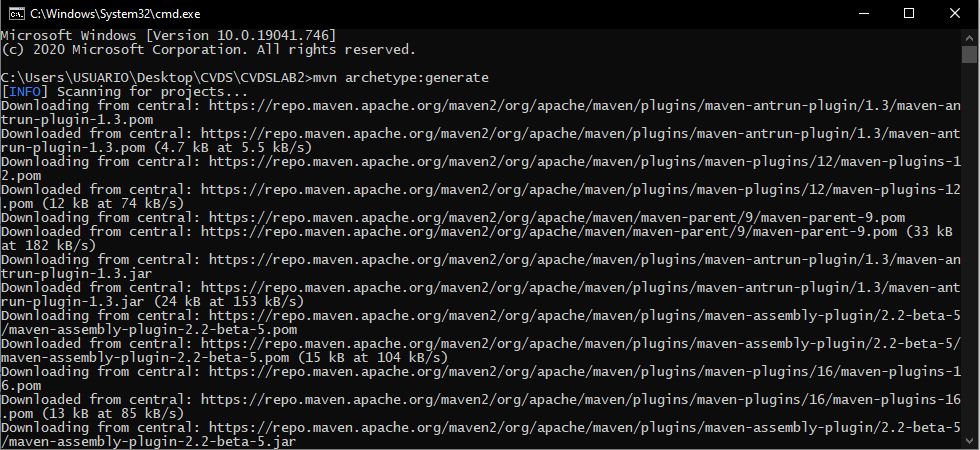 C:\Windows\System32\cmd.exe
Microsoft Windows [Version 10.0.19041.746]
(c) 2020 Microsoft Corporation. All rights reserved.
C:\Users\USUARIO\Desktop\CVDS\CVDSLAB2>mvn archetype:generate
[INFO] Scanning for projects...
Downloading from central: https://repo.maven.apache.org/maven2/org/apache/maven/plugins/maven-antrun-plugin/1.3/maven-an
trun-plugin-1.3.pom
Downloaded from central: https://repo.maven.apache.org/maven2/org/apache/maven/plugins/maven-antrun-plugin/1.3/maven-ant
run-plugin-1.3.pom (4.7 kB at 5.5 kB/s)
Downloading from central: https://repo.maven.apache.org/maven2/org/apache/maven/plugins/maven-plugins/12/maven-plugins-1
2.pom
Downloaded from central: https://repo.maven.apache.org/maven2/org/apache/maven/plugins/maven-plugins/12/maven-plugins-12
.pom (12 kB at 74 kB/s)
Downloading from central: https://repo.maven.apache.org/maven2/org/apache/maven/maven-parent/9/maven-parent-9.pom
Downloaded from central: https://repo.maven.apache.org/maven2/org/apache/maven/maven-parent/9/maven-parent-9.pom (33 kB
at 182 kB/s)
Downloading from central: https://repo.maven.apache.org/maven2/org/apache/maven/plugins/maven-antrun-plugin/1.3/maven-an
trun-plugin-1.3.jar
Downloaded from central: https://repo.maven.apache.org/maven2/org/apache/maven/plugins/maven-antrun-plugin/1.3/maven-ant
run-plugin-1.3.jar (24 kB at 153 kB/s)
Downloading from central: https://repo.maven.apache.org/maven2/org/apache/maven/plugins/maven-assembly-plugin/2.2-beta-5
/maven-assembly-plugin-2.2-beta-5.pom
Downloaded from central: https://repo.maven.apache.org/maven2/org/apache/maven/plugins/maven-assembly-plugin/2.2-beta-5/
maven-assembly-plugin-2.2-beta-5.pom (15 kB at 104 kB/s)
Downloading from central: https://repo.maven.apache.org/maven2/org/apache/maven/plugins/maven-plugins/16/maven-plugins-1
6.pom
Downloaded from central: https://repo.maven.apache.org/maven2/org/apache/maven/plugins/maven-plugins/16/maven-plugins-16
.pom (13 kB at 85 kB/s)
Downloading from central: https://repo.maven.apache.org/maven2/org/apache/maven/plugins/maven-assembly-plugin/2.2-beta-5
/maven-assembly-plugin-2.2-beta-5.jar